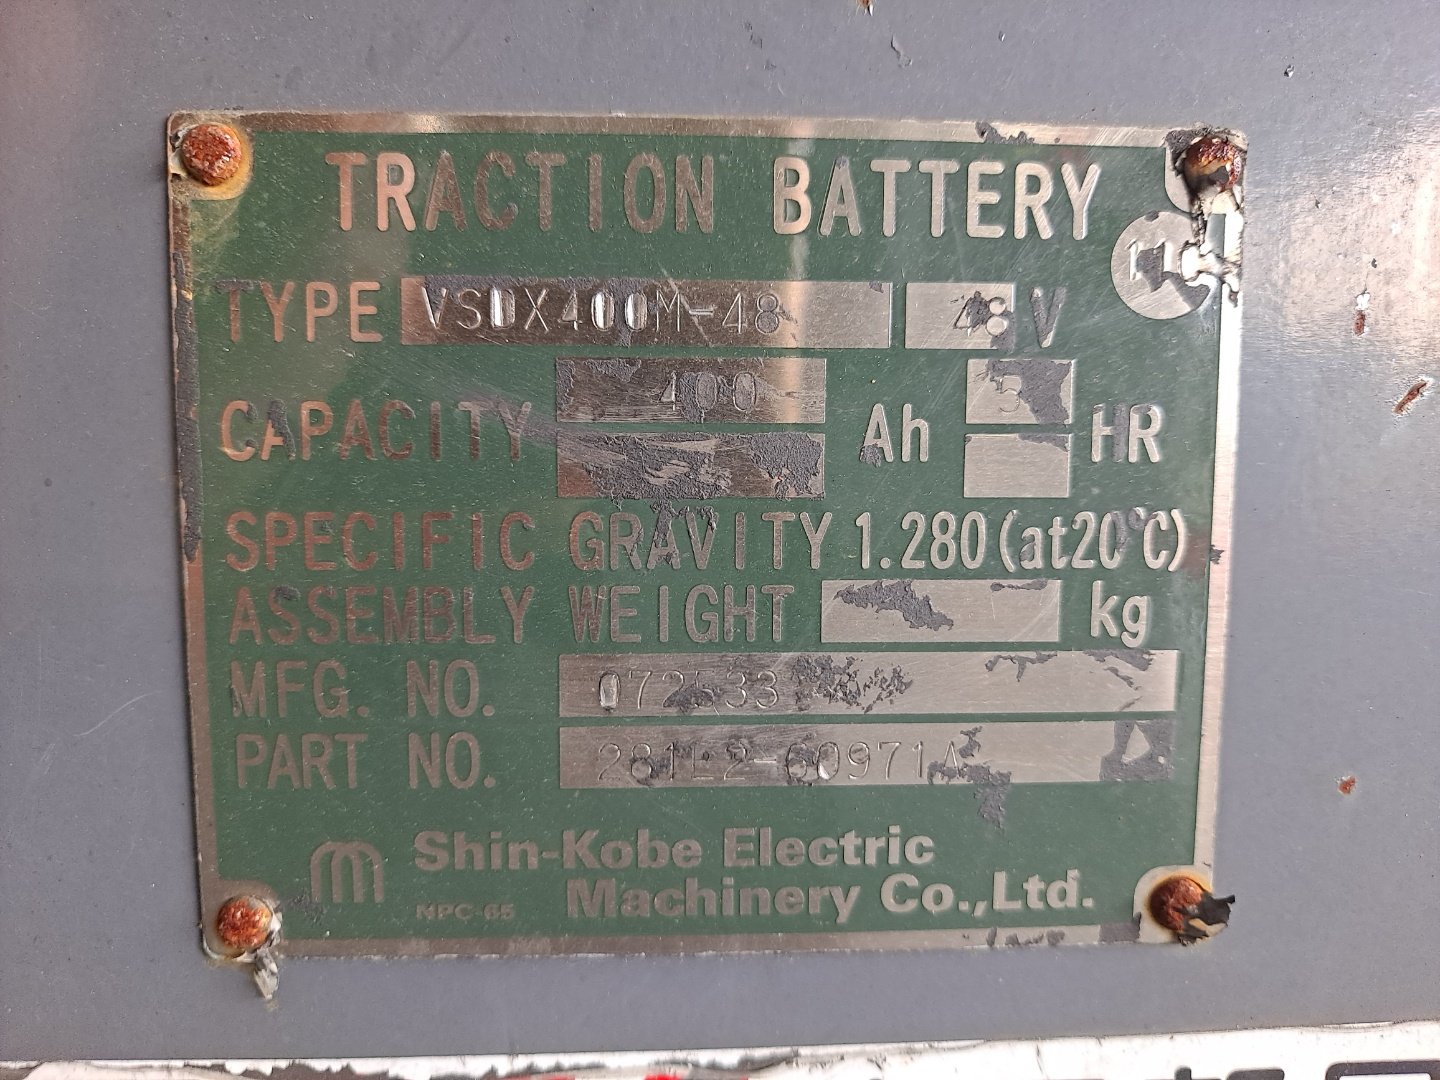 TRACTION BATTERY
TYPE VSDX400M-48 48 V
CAPACITY 400 Ah 5 HR
SPECIFIC GRAVITY 1.280 (at20°C)
ASSEMBLY WEIGHT kg
MFG. NO.
PART NO.
Shin-Kobe Electric
Machinery Co.,Ltd.
NPC-65